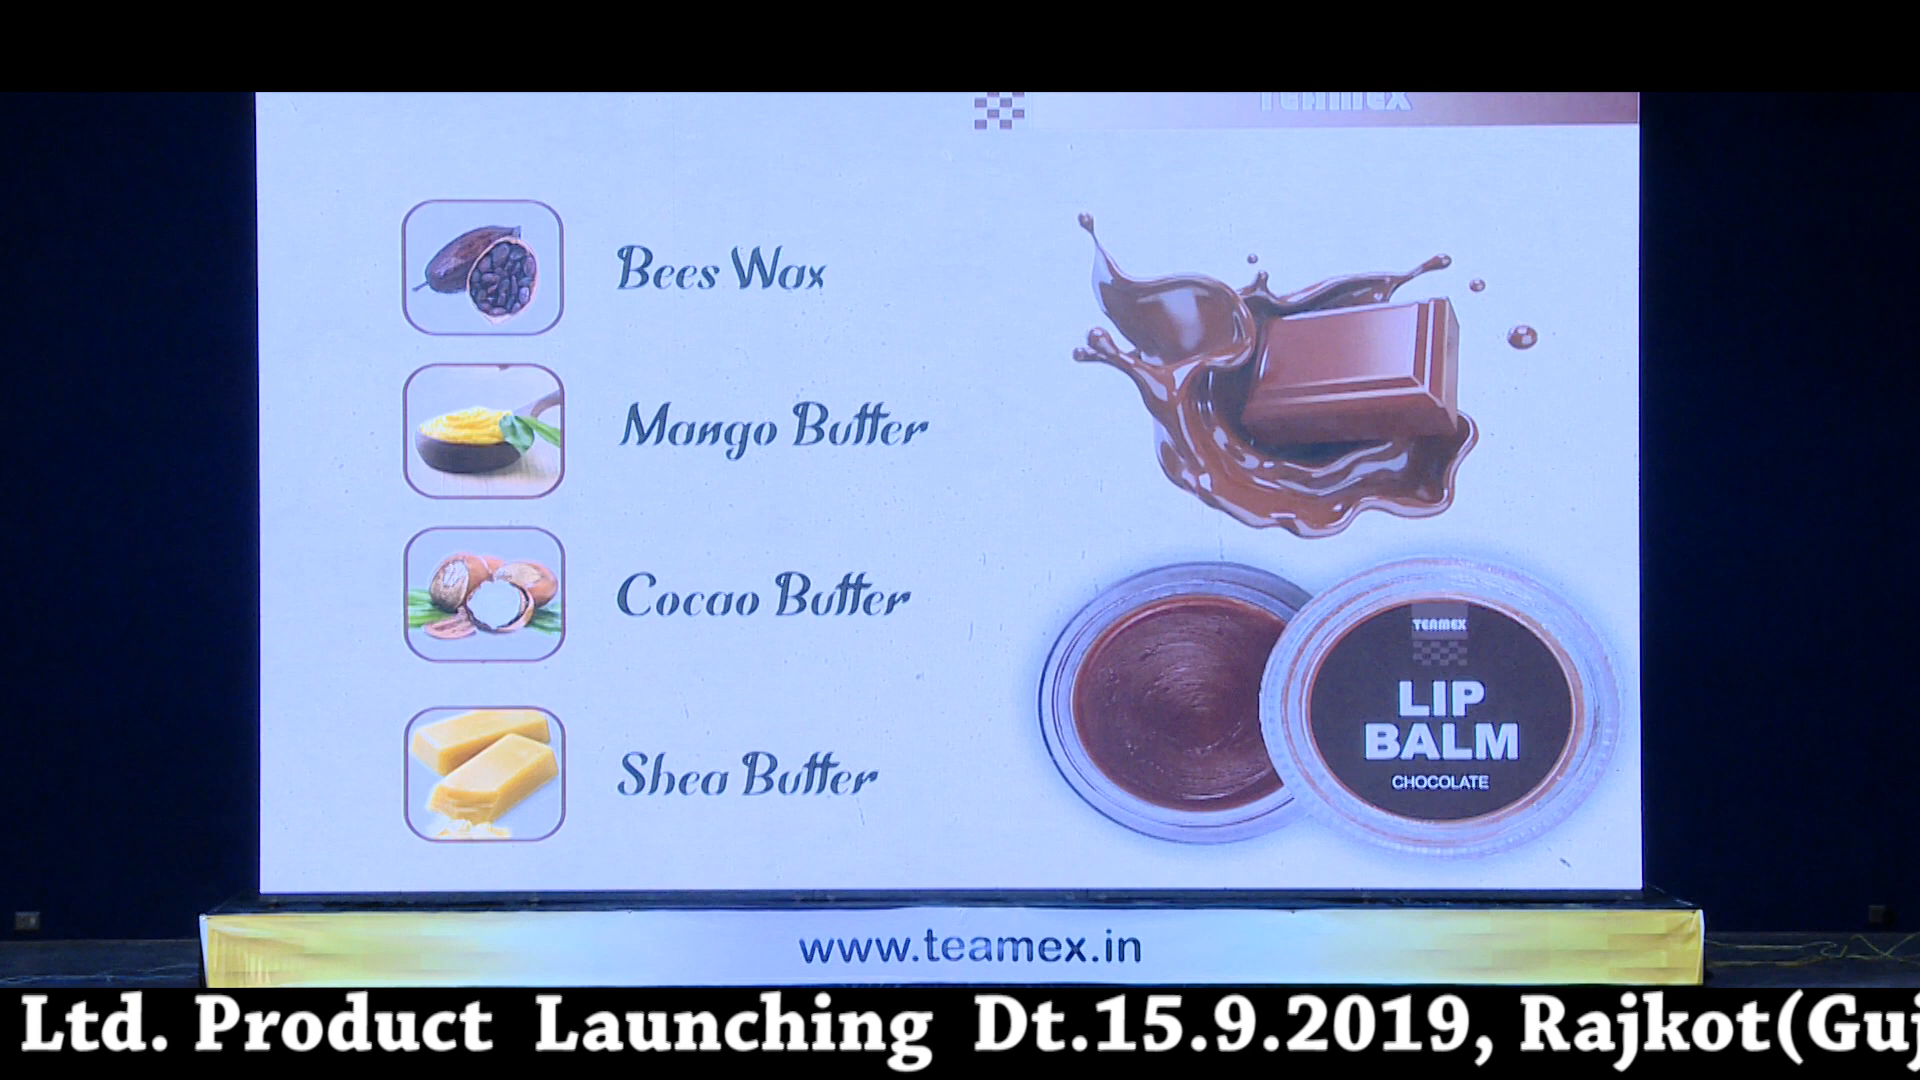 TEAMEX
Bees Wax
Mango Butter
Cocao Butter
Shea Butter
TEAMEX
LIP
BALM
CHOCOLATE
www.teamex.in
Ltd. Product Launching Dt.15.9.2019, Rajkot(Guj